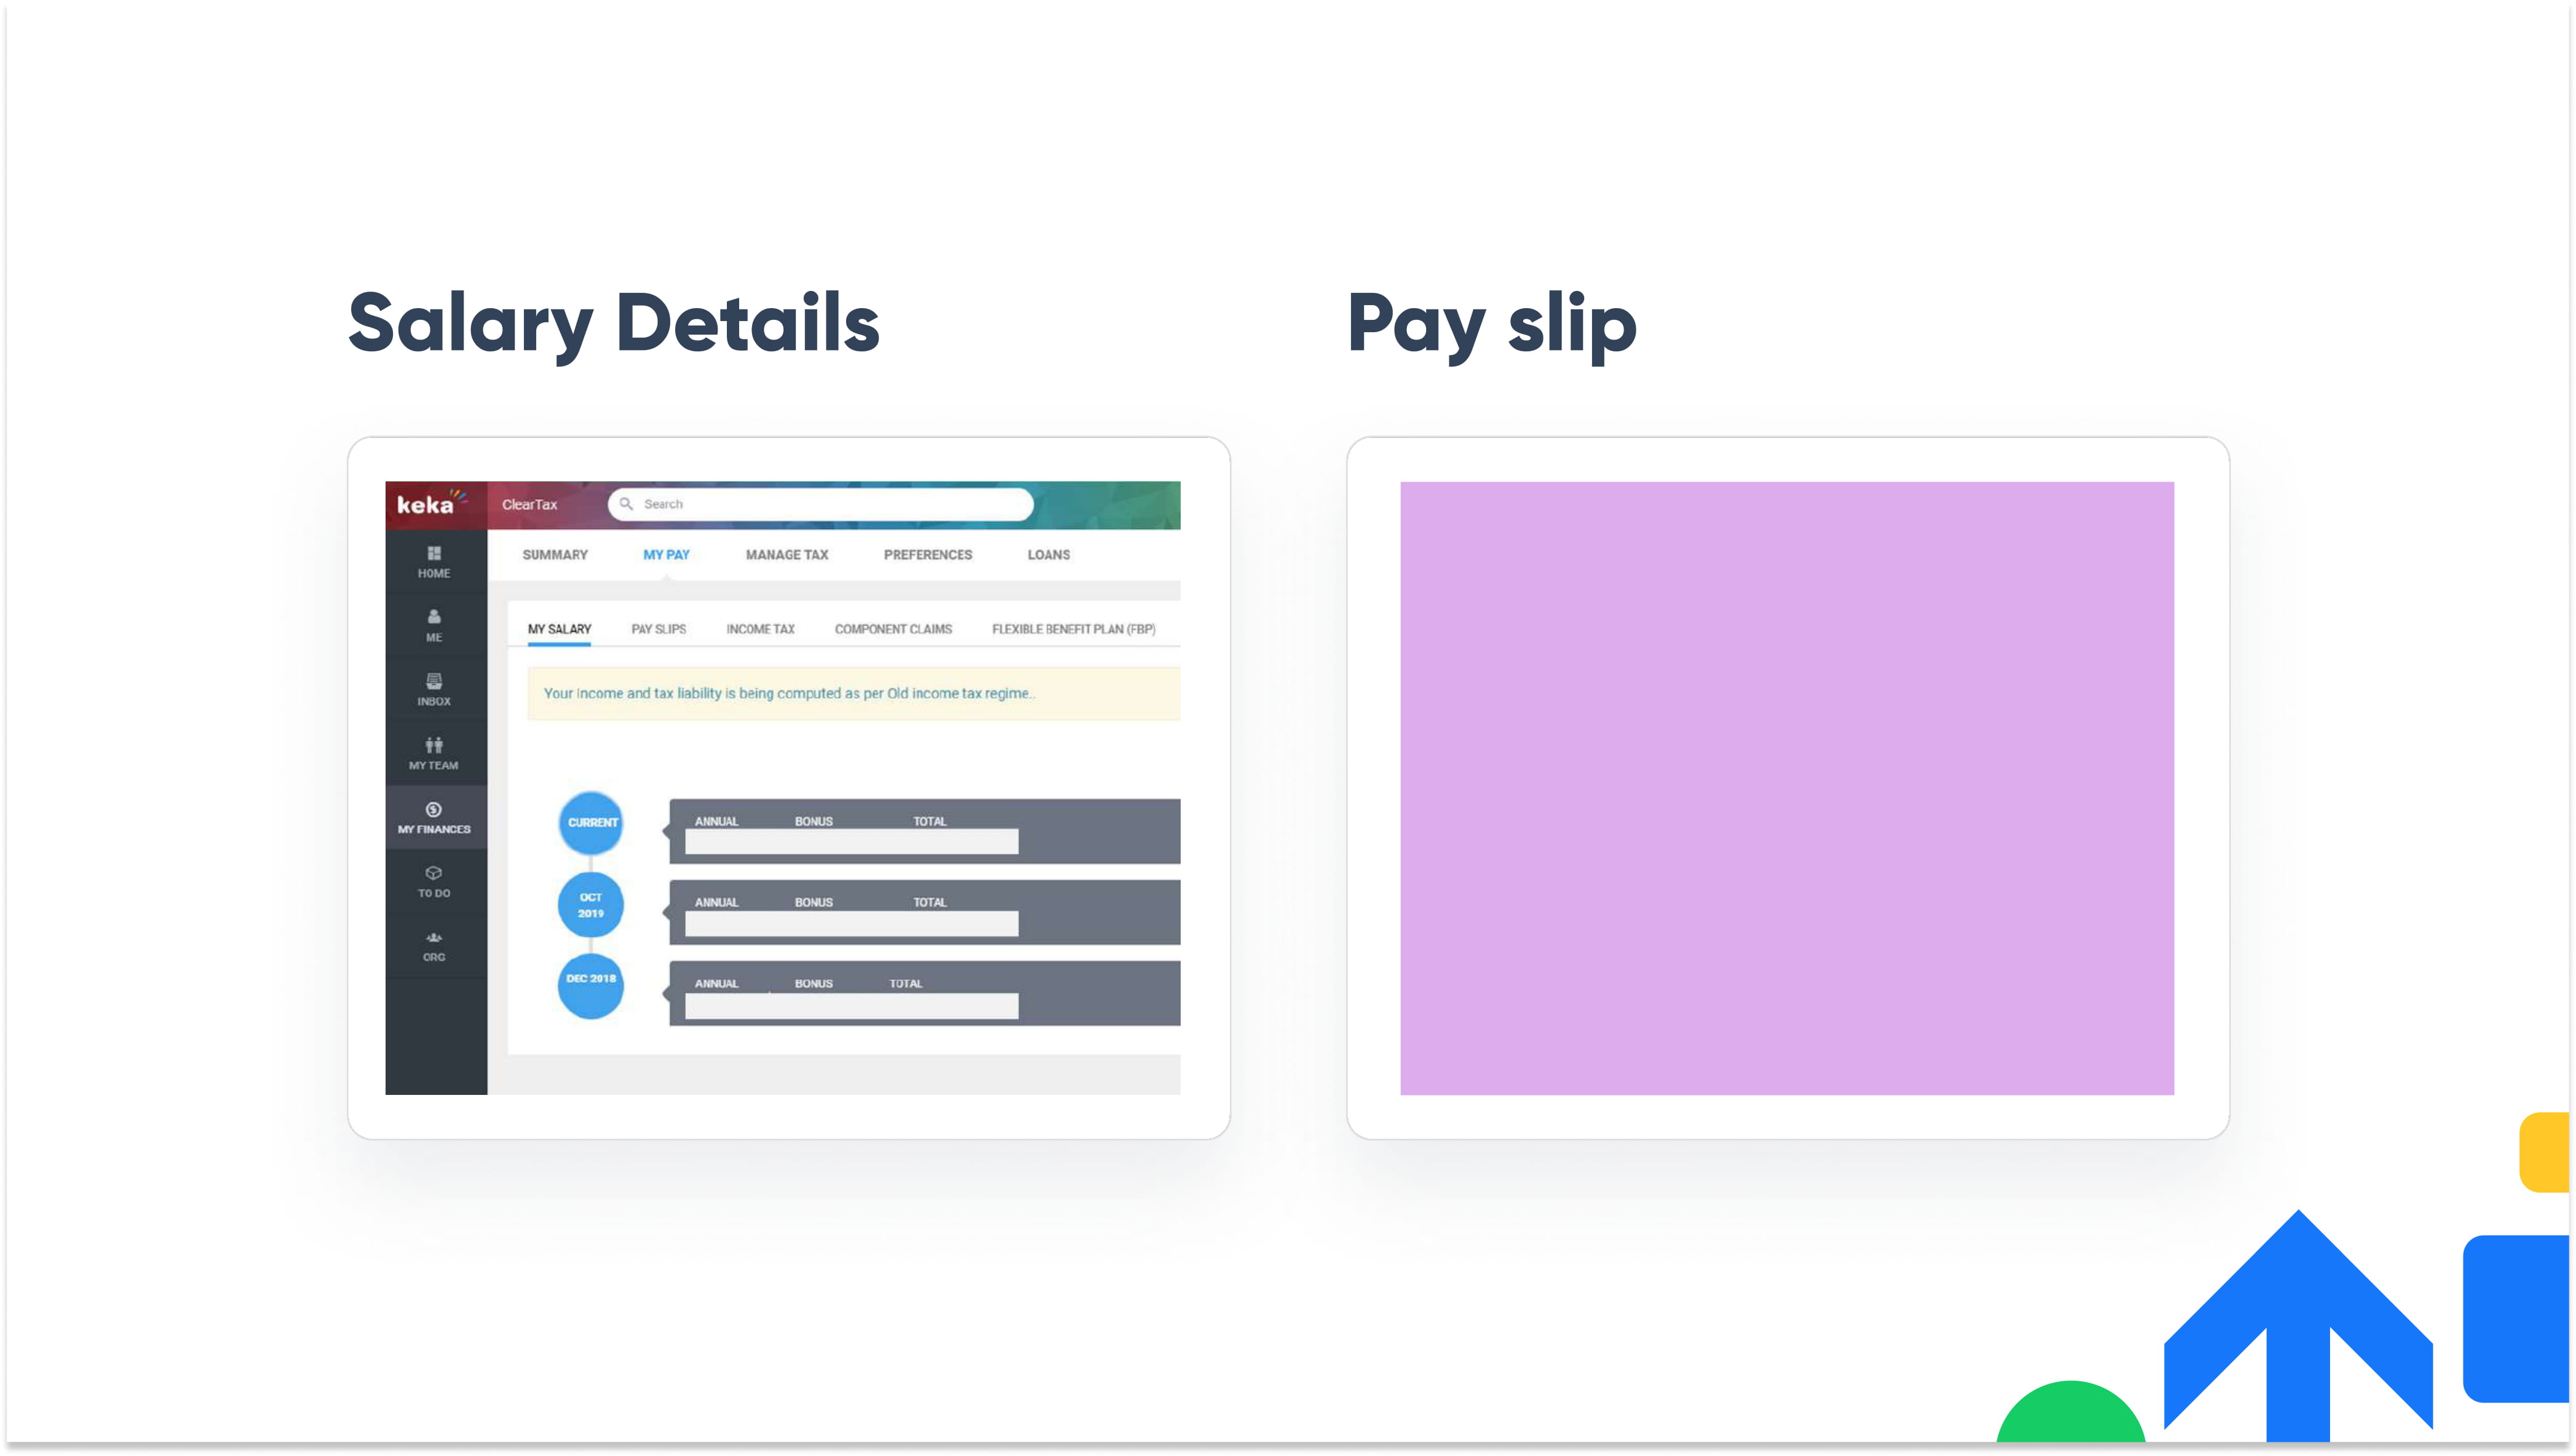 Salary Details
Pay slip
keka
ClearTax
Search
SUMMARY MY PAY MANAGE TAX PREFERENCES LOANS
MY SALARY PAY SLIPS INCOME TAX COMPONENT CLAIMS FLEXIBLE BENEFIT PLAN (FBP)
Your Income and tax liability is being computed as per Old income tax regime..
HOME
ME
INBOX
MY TEAM
MY FINANCES
TO DO
ORG
CURRENT
ANNUAL BONUS TOTAL
OCT
2019
ANNUAL BONUS TOTAL
DEC 2018
ANNUAL BONUS TOTAL